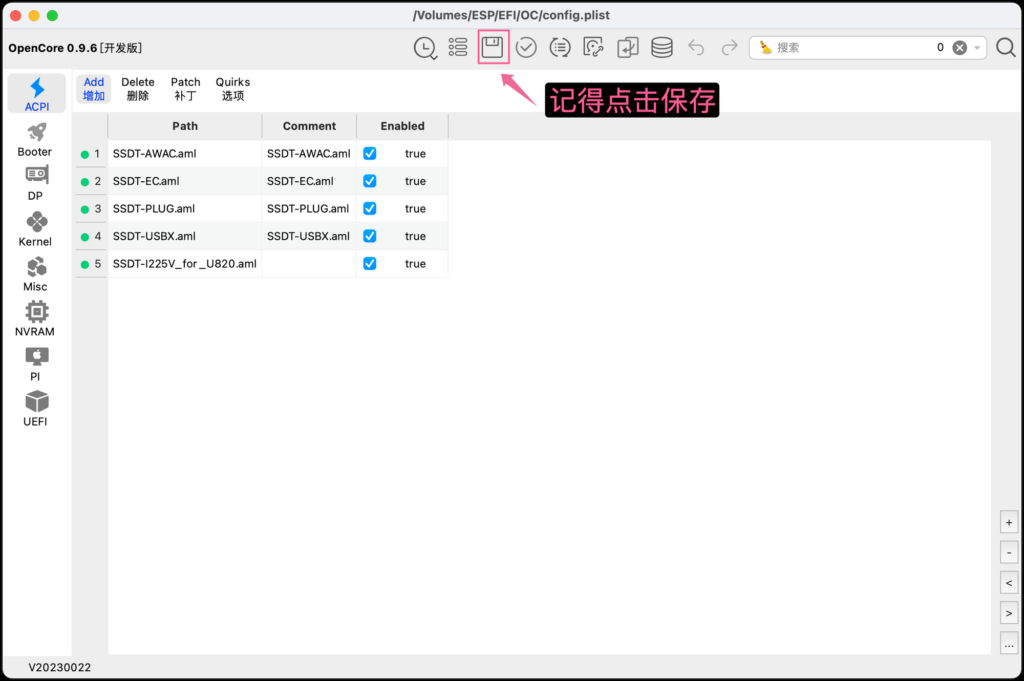 /Volumes/ESP/EFI/OC/config.plist
OpenCore 0.9.6 [开发版]
搜索 0
记得点击保存
ACPI
Booter
DP
Kernel
Misc
NVRAM
PI
UEFI
Add Delete Patch Quirks
增加 删除 补丁 选项
Path Comment Enabled
1 SSDT-AWAC.aml SSDT-AWAC.aml true
2 SSDT-EC.aml SSDT-EC.aml true
3 SSDT-PLUG.aml SSDT-PLUG.aml true
4 SSDT-USBX.aml SSDT-USBX.aml true
5 SSDT-I225V_for_U820.aml true
+
-
<
>
...
V20230022